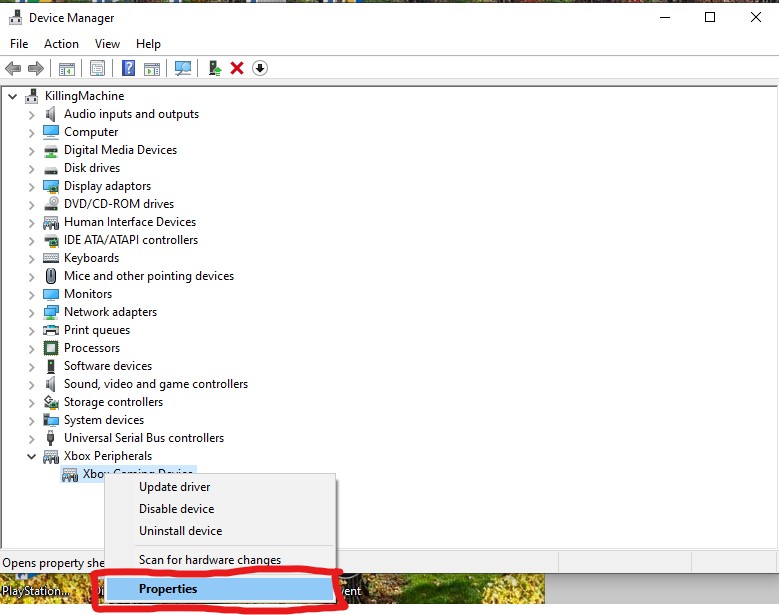 Device Manager
File Action View Help
KillingMachine
Audio inputs and outputs
Computer
Digital Media Devices
Disk drives
Display adaptors
DVD/CD-ROM drives
Human Interface Devices
IDE ATA/ATAPI controllers
Keyboards
Mice and other pointing devices
Monitors
Network adapters
Print queues
Processors
Software devices
Sound, video and game controllers
Storage controllers
System devices
Universal Serial Bus controllers
Xbox Peripherals
Xbox Gaming Device
Update driver
Disable device
Uninstall device
Scan for hardware changes
Opens property she
Properties
PlayStation...